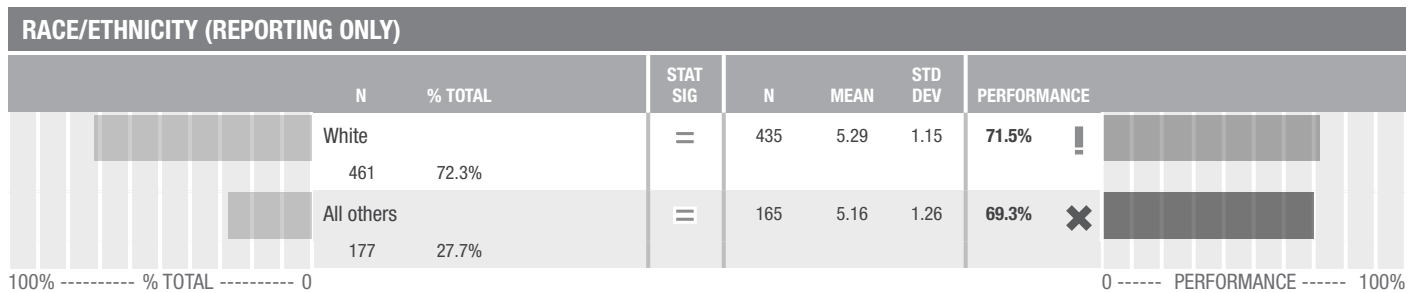 RACE/ETHNICITY (REPORTING ONLY)
N % TOTAL STAT SIG N MEAN STD DEV PERFORMANCE
White = 435 5.29 1.15 71.5% !
461 72.3%
All others = 165 5.16 1.26 69.3% ✖
177 27.7%
100% ---------- % TOTAL ---------- 0 0 ------ PERFORMANCE ------ 100%